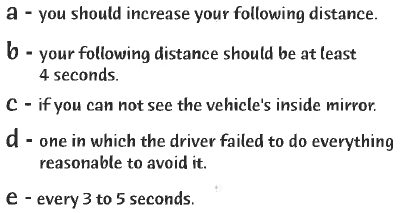 a - you should increase your following distance.
b - your following distance should be at least
4 seconds.
c - if you can not see the vehicle's inside mirror.
d - one in which the driver failed to do everything
reasonable to avoid it.
e - every 3 to 5 seconds.